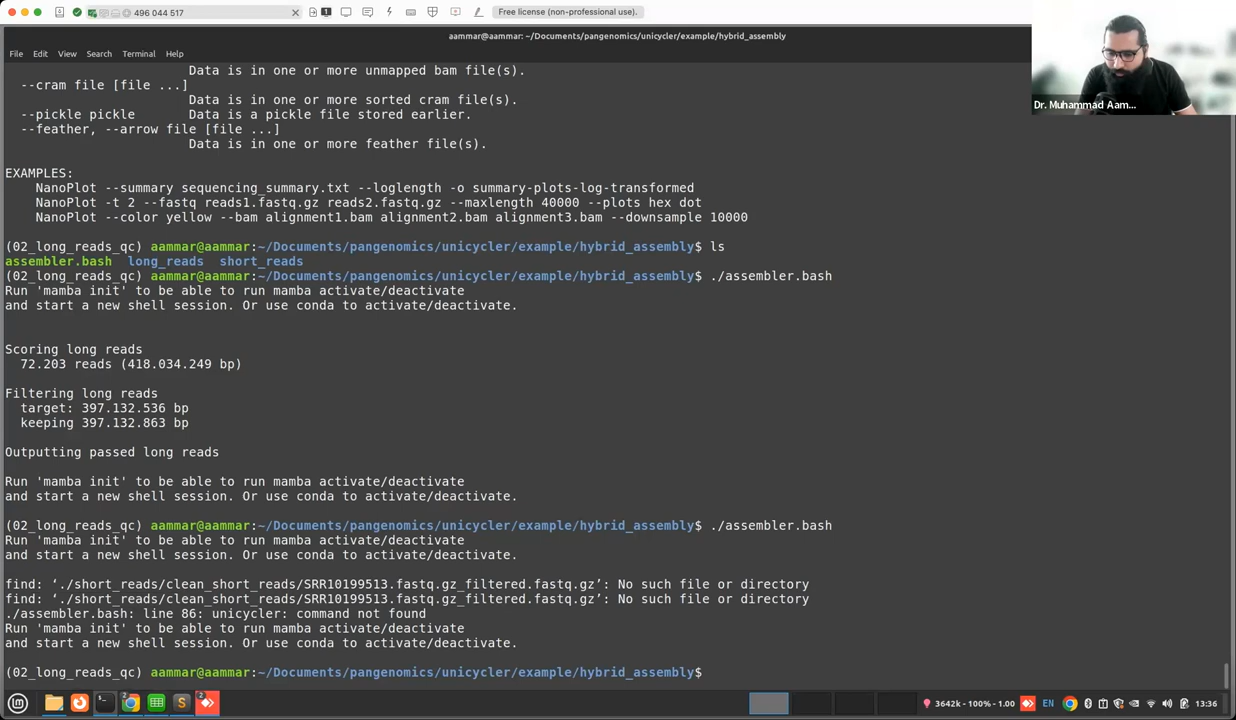 496 044 517
Free license (non-professional use).
aammar@aammar: ~/Documents/pangenomics/unicycler/example/hybrid_assembly
File Edit View Search Terminal Help
Data is in one or more unmapped bam file(s).
--cram file [file ...]
Data is in one or more sorted cram file(s).
--pickle pickle Data is a pickle file stored earlier.
--feather, --arrow file [file ...]
Data is in one or more feather file(s).
EXAMPLES:
NanoPlot --summary sequencing_summary.txt --loglength -o summary-plots-log-transformed
NanoPlot -t 2 --fastq reads1.fastq.gz reads2.fastq.gz --maxlength 40000 --plots hex dot
NanoPlot --color yellow --bam alignment1.bam alignment2.bam alignment3.bam --downsample 10000
(02_long_reads_qc) aammar@aammar:~/Documents/pangenomics/unicycler/example/hybrid_assembly$ ls
assembler.bash long_reads short_reads
(02_long_reads_qc) aammar@aammar:~/Documents/pangenomics/unicycler/example/hybrid_assembly$ ./assembler.bash
Run 'mamba init' to be able to run mamba activate/deactivate
and start a new shell session. Or use conda to activate/deactivate.
Scoring long reads
72.203 reads (418.034.249 bp)
Filtering long reads
target: 397.132.536 bp
keeping 397.132.863 bp
Outputting passed long reads
Run 'mamba init' to be able to run mamba activate/deactivate
and start a new shell session. Or use conda to activate/deactivate.
(02_long_reads_qc) aammar@aammar:~/Documents/pangenomics/unicycler/example/hybrid_assembly$ ./assembler.bash
Run 'mamba init' to be able to run mamba activate/deactivate
and start a new shell session. Or use conda to activate/deactivate.
find: ‘./short_reads/clean_short_reads/SRR10199513.fastq.gz_filtered.fastq.gz’: No such file or directory
find: ‘./short_reads/clean_short_reads/SRR10199513.fastq.gz_filtered.fastq.gz’: No such file or directory
./assembler.bash: line 86: unicycler: command not found
Run 'mamba init' to be able to run mamba activate/deactivate
and start a new shell session. Or use conda to activate/deactivate.
(02_long_reads_qc) aammar@aammar:~/Documents/pangenomics/unicycler/example/hybrid_assembly$
Dr. Muhammad Aam...
3642k - 100% - 1.00 EN 13:36